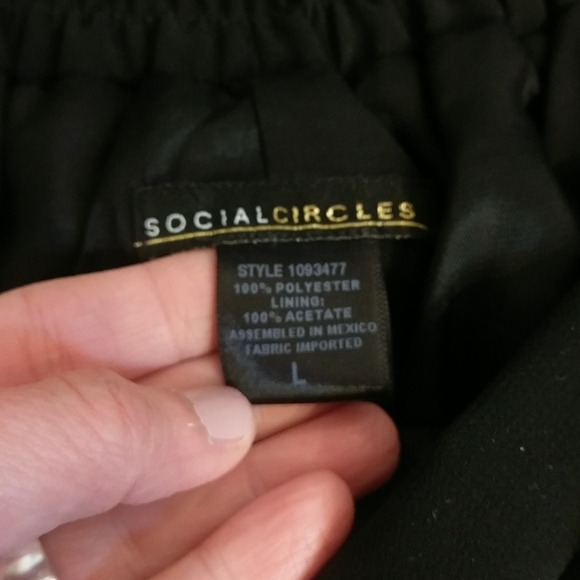 SOCIALCIRCLES
STYLE 1093477
100% POLYESTER
LINING:
100% ACETATE
ASSEMBLED IN MEXICO
FABRIC IMPORTED
L